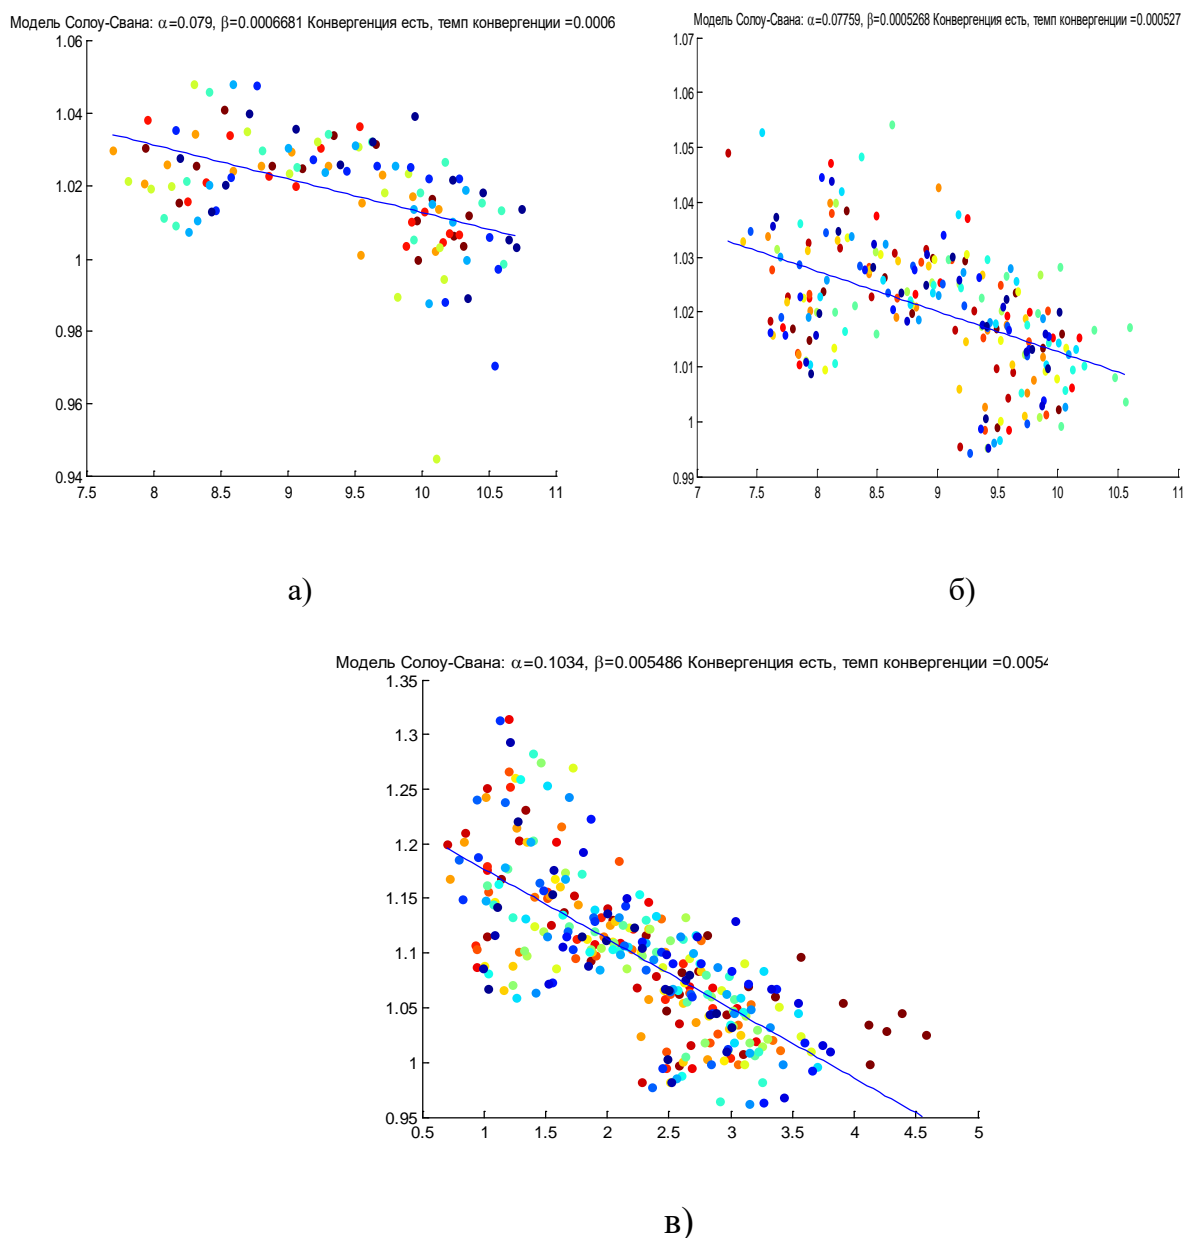 Модель Солоу-Свана: α=0.079, β=0.0006681 Конвергенция есть, темп конвергенции =0.0006
1.06
1.04
1.02
1
0.98
0.96
0.94
7.5 8 8.5 9 9.5 10 10.5 11
а)
Модель Солоу-Свана: α=0.07759, β=0.0005268 Конвергенция есть, темп конвергенции =0.000527
1.07
1.06
1.05
1.04
1.03
1.02
1.01
1
0.99
7 7.5 8 8.5 9 9.5 10 10.5 11
б)
Модель Солоу-Свана: α=0.1034, β=0.005486 Конвергенция есть, темп конвергенции =0.0054
1.35
1.3
1.25
1.2
1.15
1.1
1.05
1
0.95
0.5 1 1.5 2 2.5 3 3.5 4 4.5 5
в)